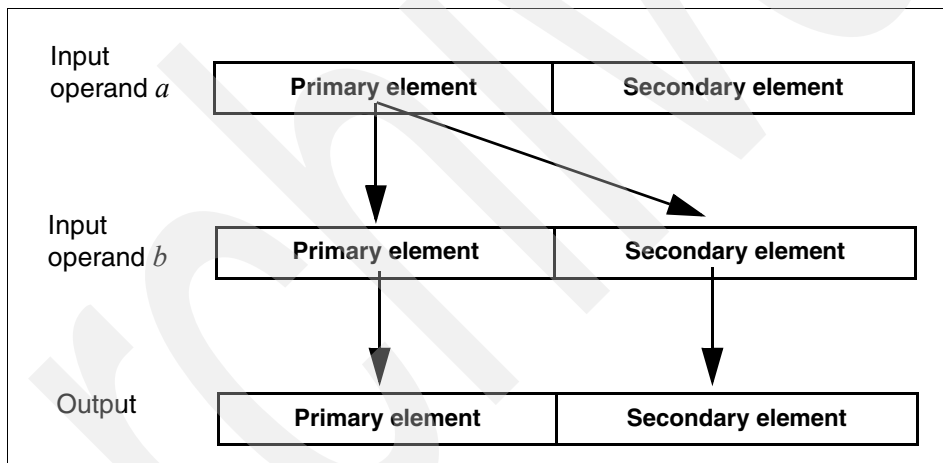 Input
operand a
Primary element Secondary element
Input
operand b
Primary element Secondary element
Output
Primary element Secondary element